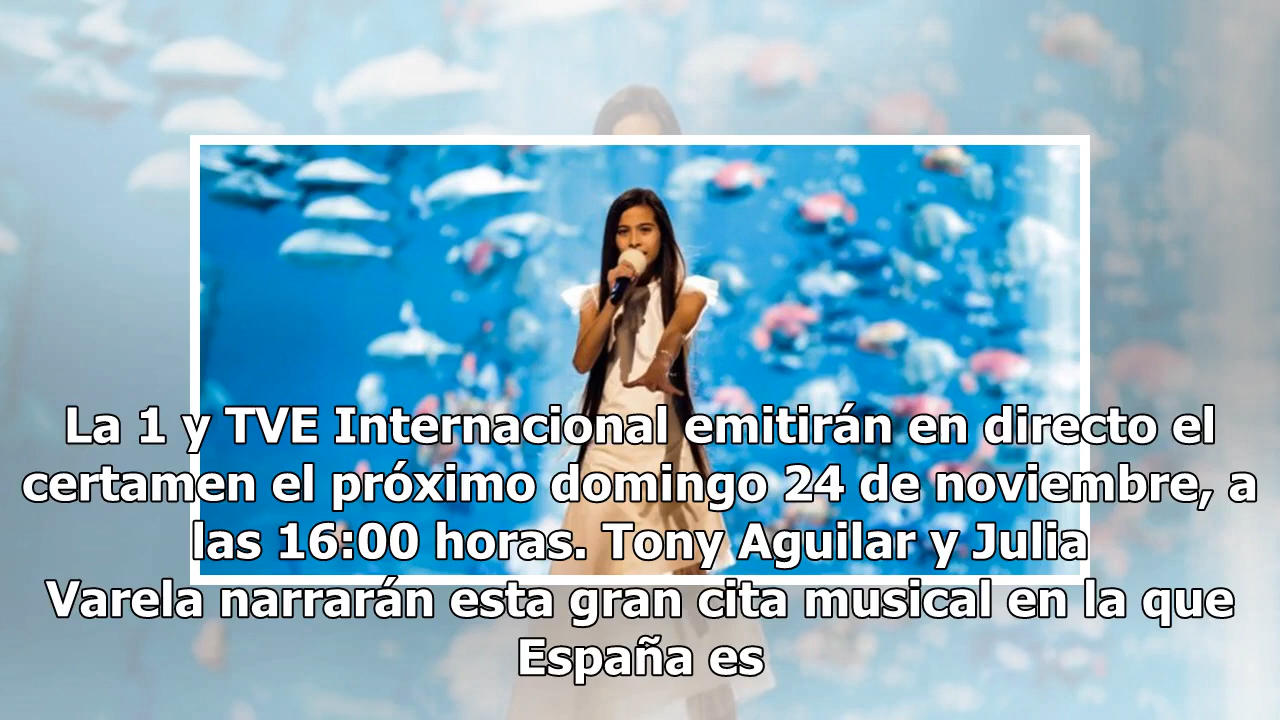 La 1 y TVE Internacional emitirán en directo el
certamen el próximo domingo 24 de noviembre, a
las 16:00 horas. Tony Aguilar y Julia
Varela narrarán esta gran cita musical en la que
España es